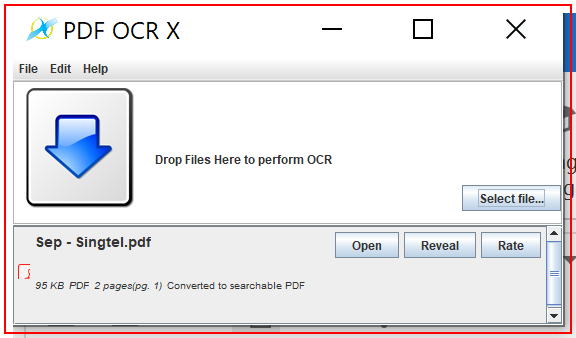 PDF OCR X
File Edit Help
Drop Files Here to perform OCR
Select file...
Sep - Singtel.pdf
Open Reveal Rate
95 KB PDF 2 pages(pg. 1) Converted to searchable PDF